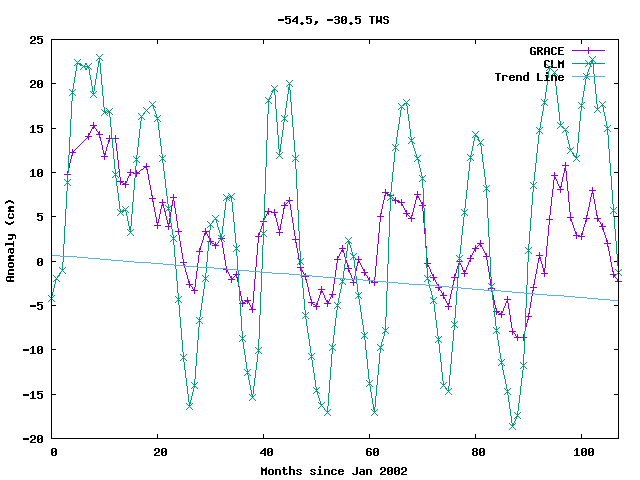 -54.5, -30.5 TWS
GRACE
CLM
Trend Line
25
20
15
10
5
0
-5
-10
-15
-20
Anomaly (cm)
0 20 40 60 80 100
Months since Jan 2002